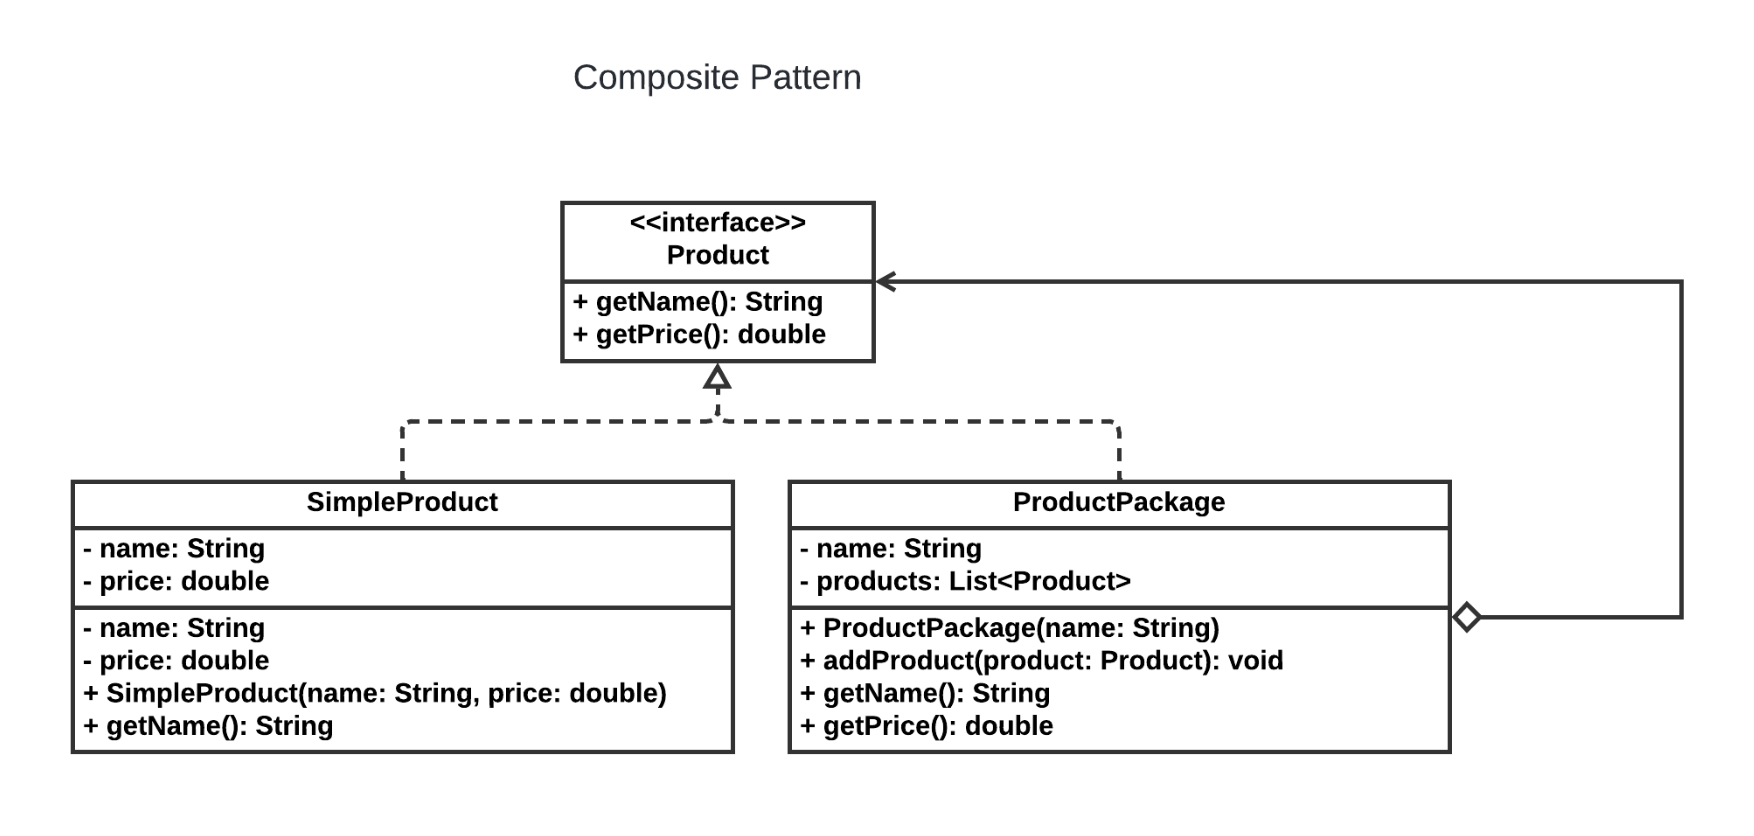 Composite Pattern
<<interface>>
Product
+ getName(): String
+ getPrice(): double
SimpleProduct
- name: String
- price: double
- name: String
- price: double
+ SimpleProduct(name: String, price: double)
+ getName(): String
ProductPackage
- name: String
- products: List<Product>
+ ProductPackage(name: String)
+ addProduct(product: Product): void
+ getName(): String
+ getPrice(): double